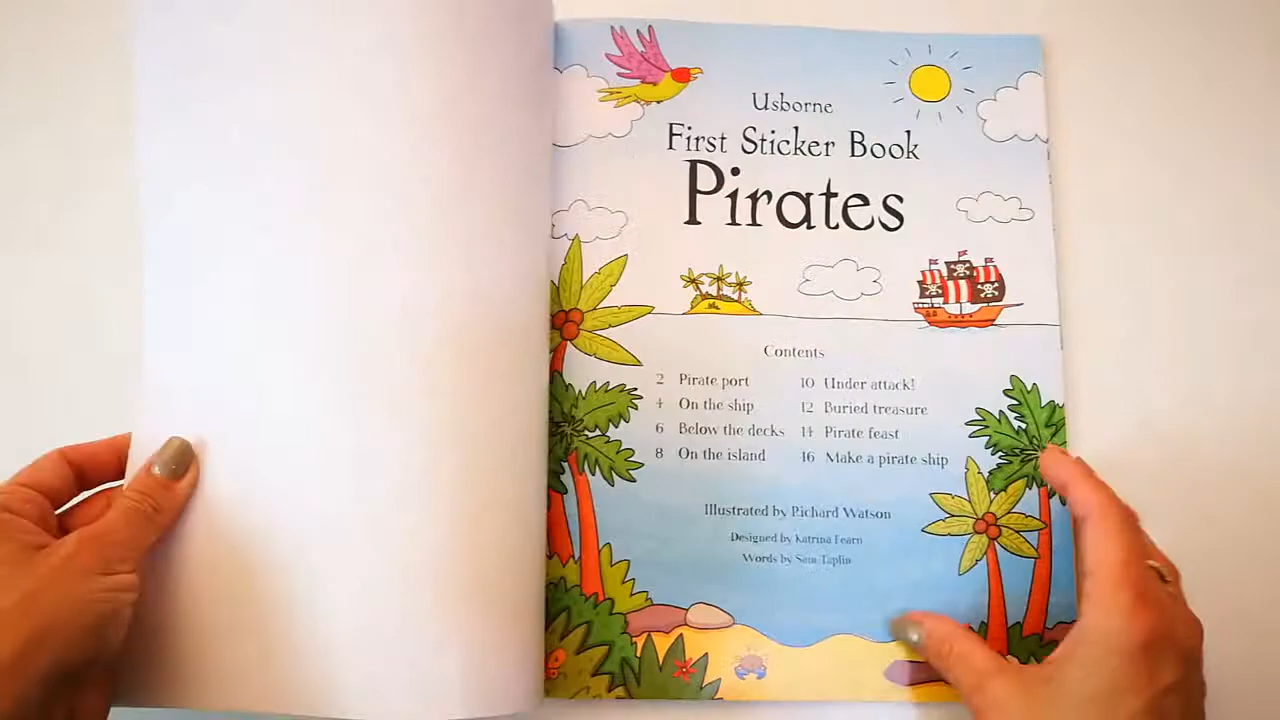 Usborne
First Sticker Book
Pirates
Contents
2 Pirate port
4 On the ship
6 Below the decks
8 On the island
10 Under attack!
12 Buried treasure
14 Pirate feast
16 Make a pirate ship
Illustrated by Richard Watson
Designed by Katrina Fearn
Words by Sam Taplin